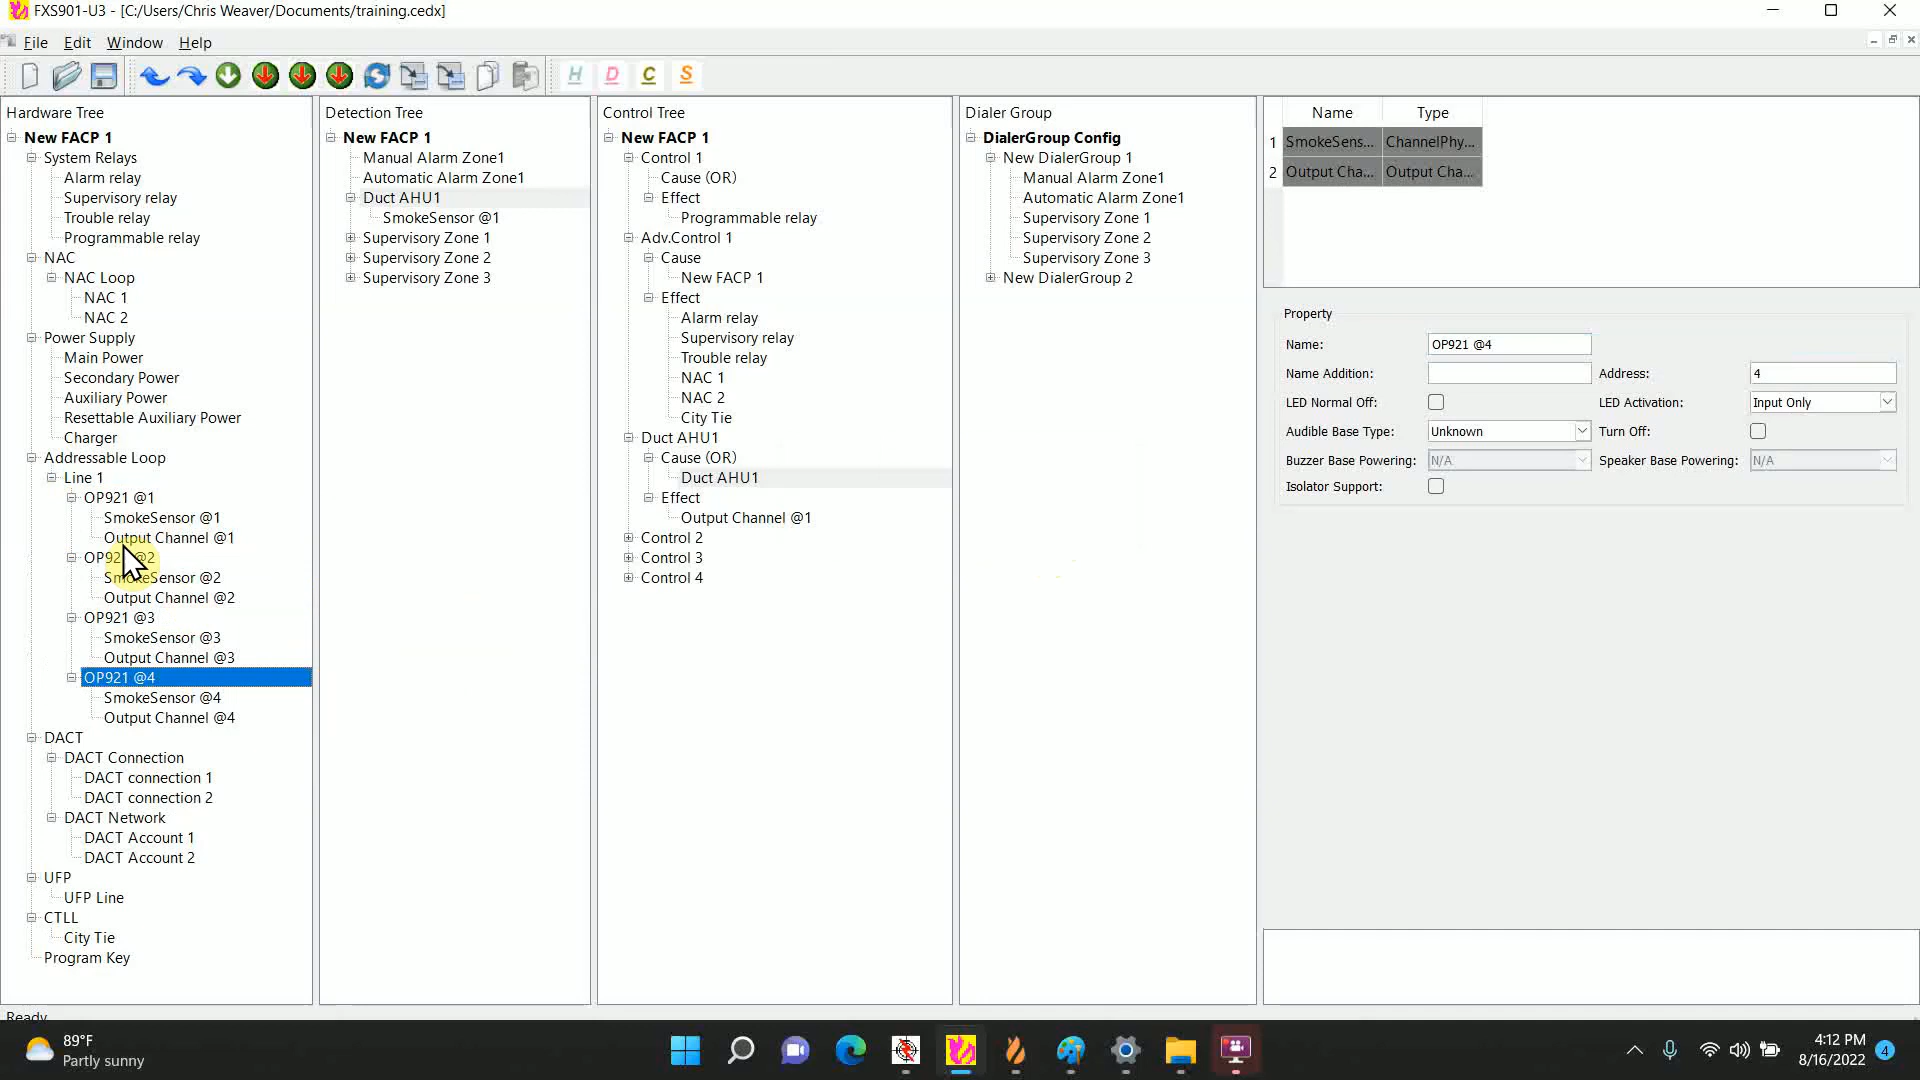 FXS901-U3 - [C:/Users/Chris Weaver/Documents/training.cedx]
File Edit Window Help
H D C S
Hardware Tree
New FACP 1
System Relays
Alarm relay
Supervisory relay
Trouble relay
Programmable relay
NAC
NAC Loop
NAC 1
NAC 2
Power Supply
Main Power
Secondary Power
Auxiliary Power
Resettable Auxiliary Power
Charger
Addressable Loop
Line 1
OP921 @1
SmokeSensor @1
Output Channel @1
OP921 @2
SmokeSensor @2
Output Channel @2
OP921 @3
SmokeSensor @3
Output Channel @3
OP921 @4
SmokeSensor @4
Output Channel @4
DACT
DACT Connection
DACT connection 1
DACT connection 2
DACT Network
DACT Account 1
DACT Account 2
UFP
UFP Line
CTLL
City Tie
Program Key
Detection Tree
New FACP 1
Manual Alarm Zone1
Automatic Alarm Zone1
Duct AHU1
SmokeSensor @1
Supervisory Zone 1
Supervisory Zone 2
Supervisory Zone 3
Control Tree
New FACP 1
Control 1
Cause (OR)
Effect
Programmable relay
Adv.Control 1
Cause
New FACP 1
Effect
Alarm relay
Supervisory relay
Trouble relay
NAC 1
NAC 2
City Tie
Duct AHU1
Cause (OR)
Duct AHU1
Effect
Output Channel @1
Control 2
Control 3
Control 4
Dialer Group
DialerGroup Config
New DialerGroup 1
Manual Alarm Zone1
Automatic Alarm Zone1
Supervisory Zone 1
Supervisory Zone 2
Supervisory Zone 3
New DialerGroup 2
Name Type
1 SmokeSens... ChannelPhy...
2 Output Cha... Output Cha...
Property
Name: OP921 @4
Name Addition: Address: 4
LED Normal Off: LED Activation: Input Only
Audible Base Type: Unknown Turn Off:
Buzzer Base Powering: N/A Speaker Base Powering: N/A
Isolator Support:
Ready
89°F
Partly sunny
4:12 PM
8/16/2022
4